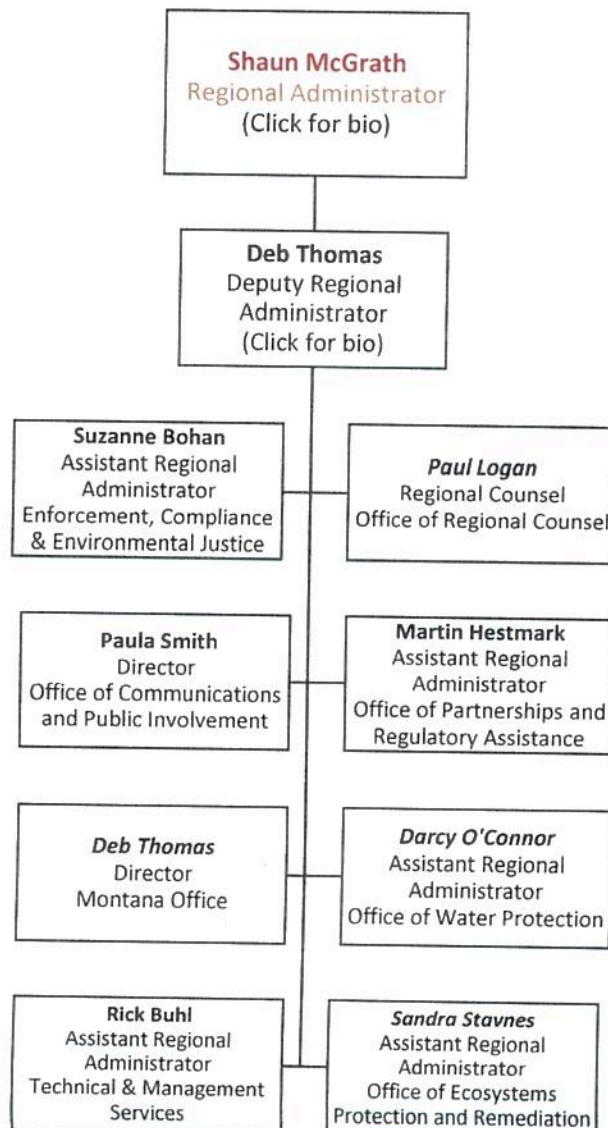 Shaun McGrath
Regional Administrator
(Click for bio)
Deb Thomas
Deputy Regional
Administrator
(Click for bio)
Suzanne Bohan
Assistant Regional
Administrator
Enforcement, Compliance
& Environmental Justice
Paul Logan
Regional Counsel
Office of Regional Counsel
Paula Smith
Director
Office of Communications
and Public Involvement
Martin Hestmark
Assistant Regional
Administrator
Office of Partnerships and
Regulatory Assistance
Deb Thomas
Director
Montana Office
Darcy O'Connor
Assistant Regional
Administrator
Office of Water Protection
Rick Buhl
Assistant Regional
Administrator
Technical & Management
Services
Sandra Stavnes
Assistant Regional
Administrator
Office of Ecosystems
Protection and Remediation